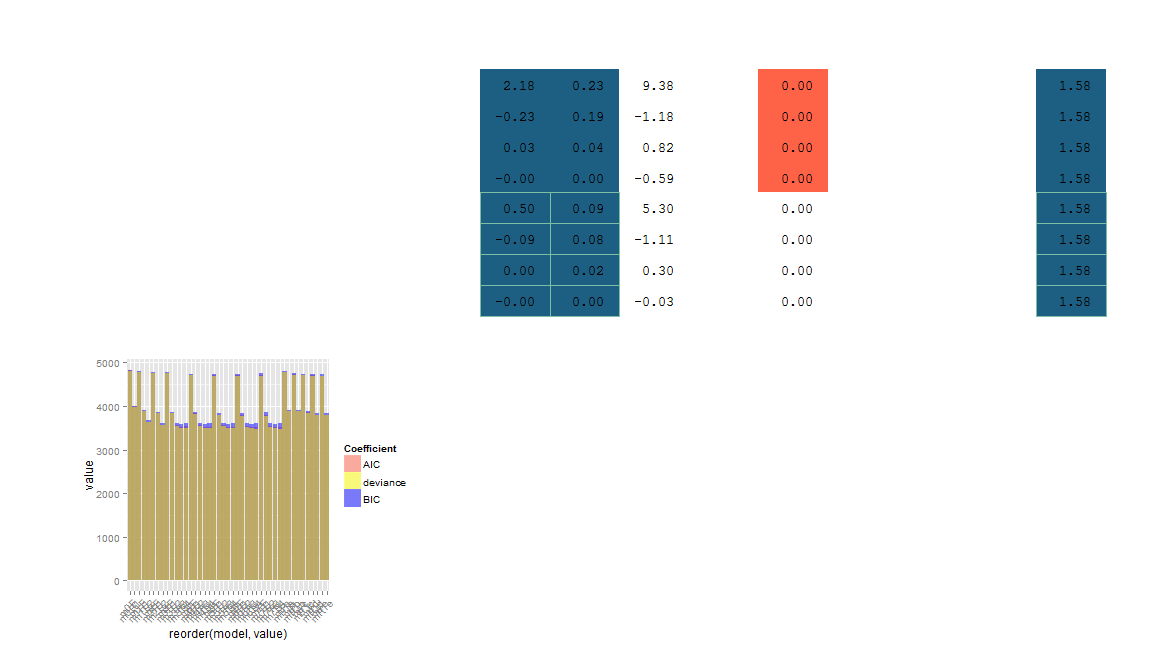 2.18 0.23 9.38 0.00 1.58
-0.23 0.19 -1.18 0.00 1.58
0.03 0.04 0.82 0.00 1.58
-0.00 0.00 -0.59 0.00 1.58
0.50 0.09 5.30 0.00 1.58
-0.09 0.08 -1.11 0.00 1.58
0.00 0.02 0.30 0.00 1.58
-0.00 0.00 -0.03 0.00 1.58
5000
4000
3000
2000
1000
0
value
reorder(model, value)
Coefficient
AIC
deviance
BIC